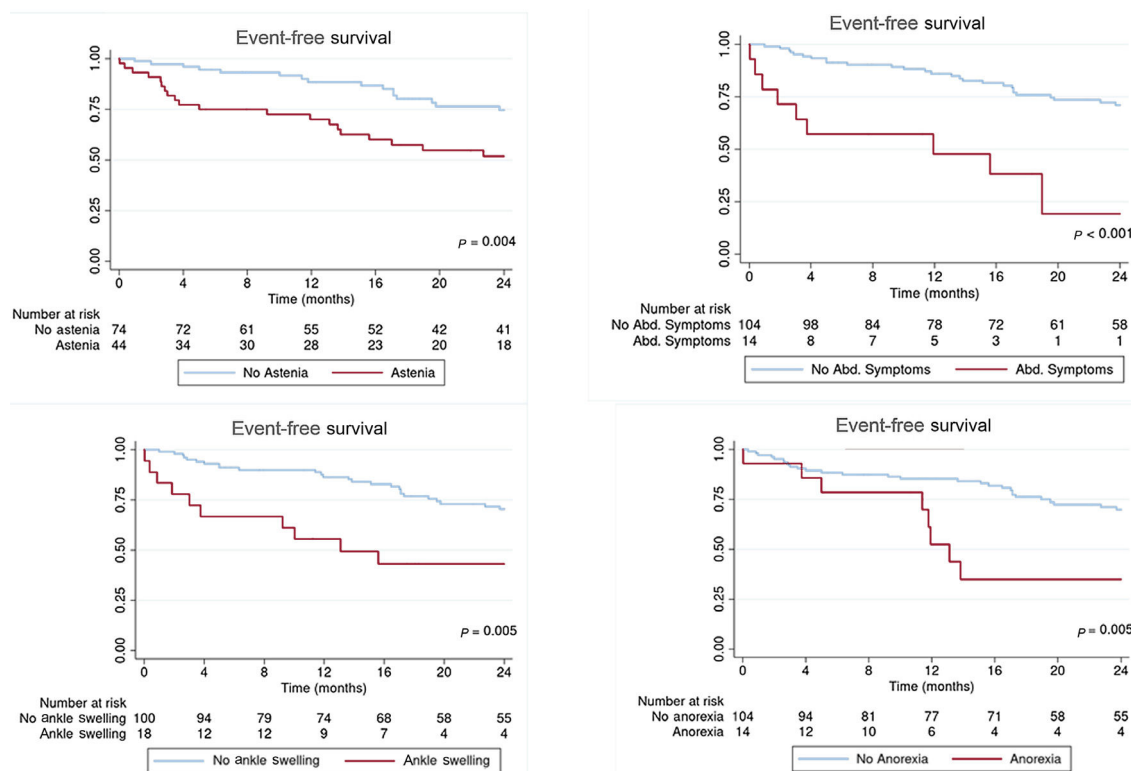 Event-free survival
1.00
0.75
0.50
0.25
0.00
P = 0.004
0 4 8 12 16 20 24
Time (months)
Number at risk
No astenia 74 72 61 55 52 42 41
Astenia 44 34 30 28 23 20 18
No Astenia Astenia
Event-free survival
1.00
0.75
0.50
0.25
0.00
P < 0.001
0 4 8 12 16 20 24
Time (months)
Number at risk
No Abd. Symptoms 104 98 84 78 72 61 58
Abd. Symptoms 14 8 7 5 3 1 1
No Abd. Symptoms Abd. Symptoms
Event-free survival
1.00
0.75
0.50
0.25
0.00
P = 0.005
0 4 8 12 16 20 24
Time (months)
Number at risk
No ankle swelling 100 94 79 74 68 58 55
Ankle swelling 18 12 12 9 7 4 4
No ankle swelling Ankle swelling
Event-free survival
1.00
0.75
0.50
0.25
0.00
P = 0.005
0 4 8 12 16 20 24
Time (months)
Number at risk
No anorexia 104 94 81 77 71 58 55
Anorexia 14 12 10 6 4 4 4
No Anorexia Anorexia